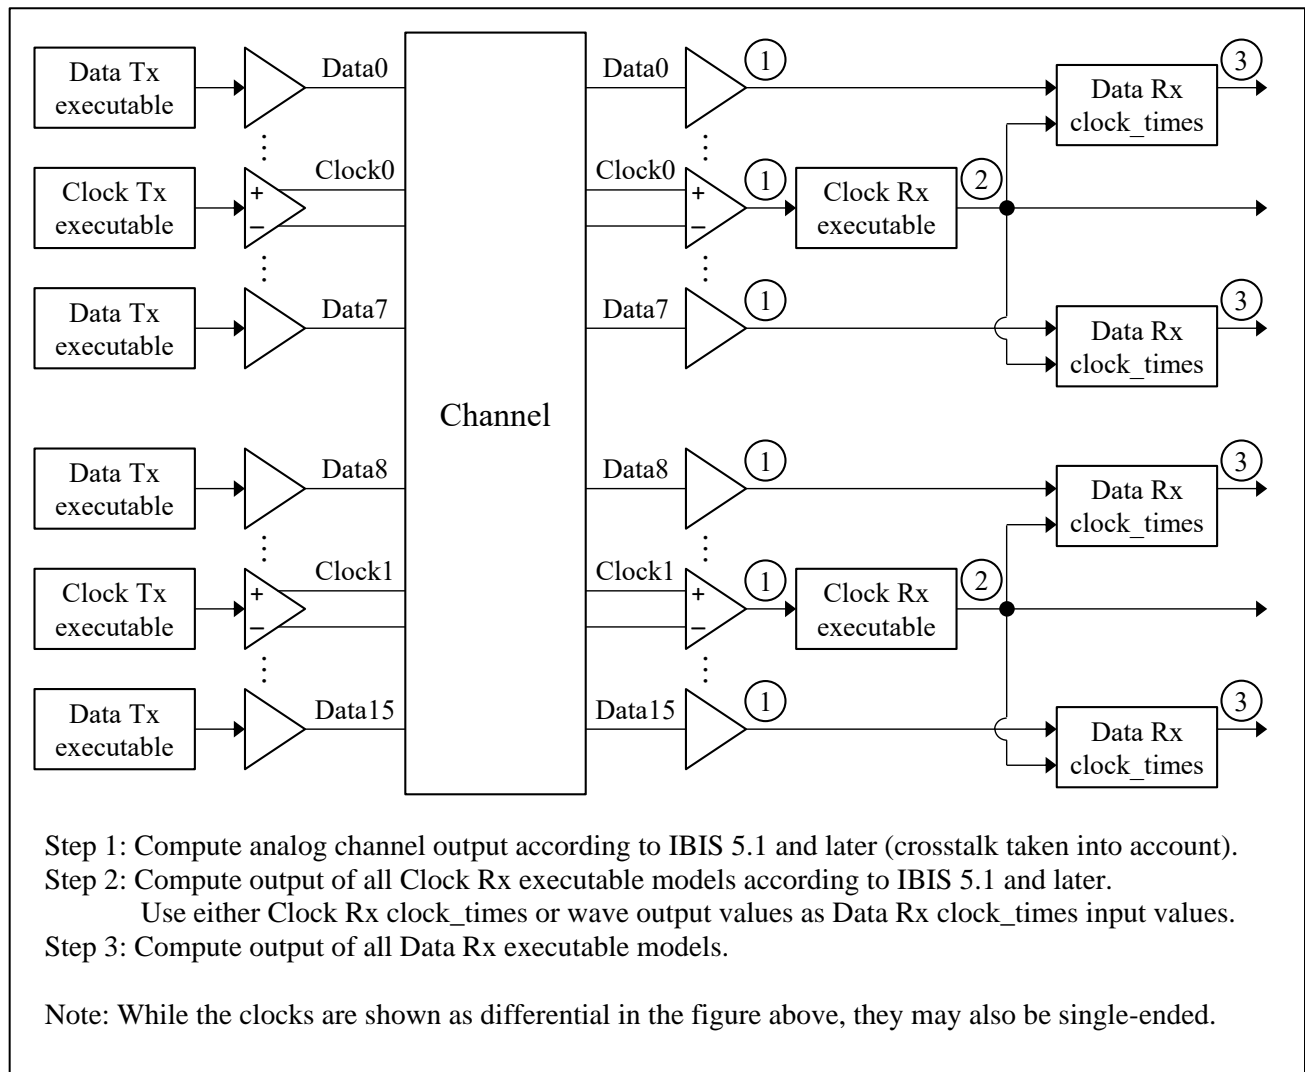 Data Tx
executable
Data0
Data0
1
Data Rx
clock_times
3
Clock Tx
executable
+
−
Clock0
Clock0
+
−
1
Clock Rx
executable
2
Data Tx
executable
Data7
Data7
1
Data Rx
clock_times
3
Channel
Data Tx
executable
Data8
Data8
1
Data Rx
clock_times
3
Clock Tx
executable
+
−
Clock1
Clock1
+
−
1
Clock Rx
executable
2
Data Tx
executable
Data15
Data15
1
Data Rx
clock_times
3
Step 1: Compute analog channel output according to IBIS 5.1 and later (crosstalk taken into account).
Step 2: Compute output of all Clock Rx executable models according to IBIS 5.1 and later.
Use either Clock Rx clock_times or wave output values as Data Rx clock_times input values.
Step 3: Compute output of all Data Rx executable models.
Note: While the clocks are shown as differential in the figure above, they may also be single-ended.